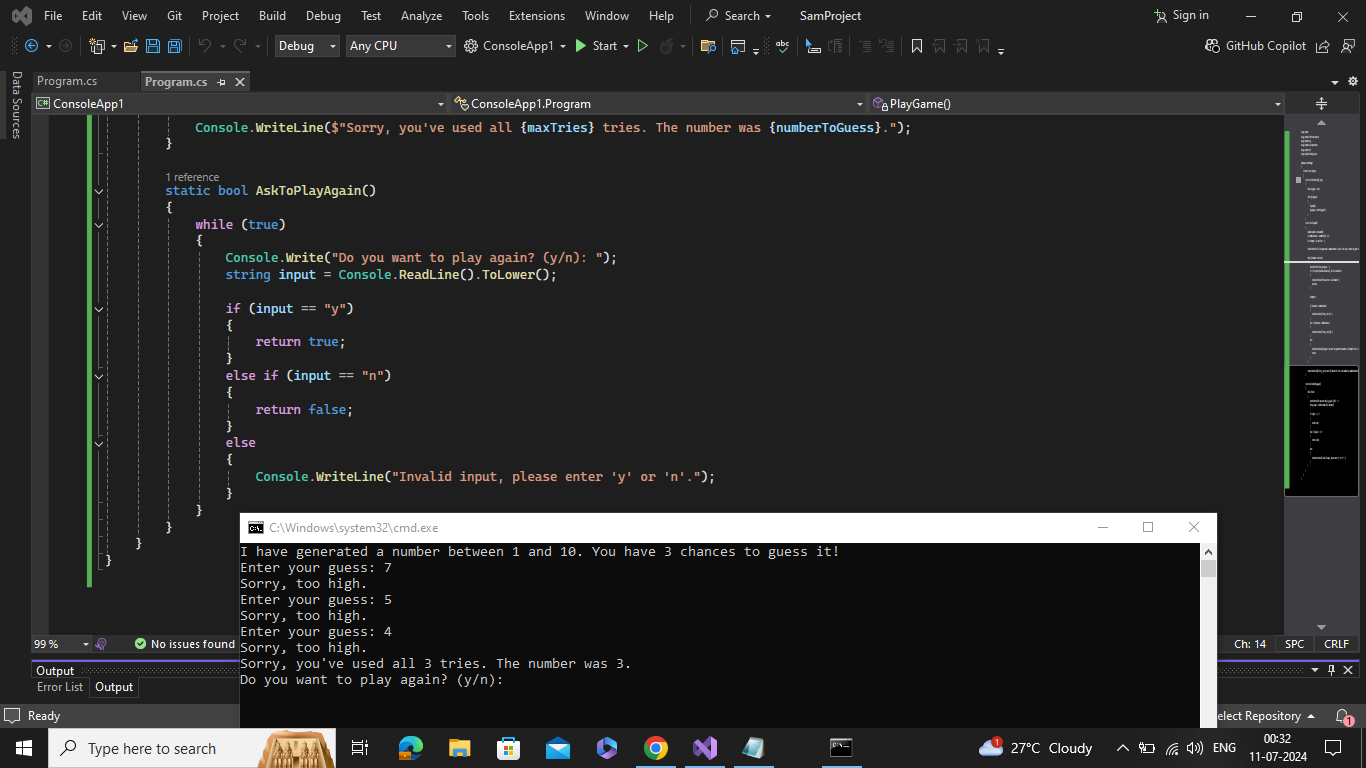 File Edit View Git Project Build Debug Test Analyze Tools Extensions Window Help Search SamProject Sign in
Debug Any CPU ConsoleApp1 Start abc GitHub Copilot
Data Sources
Program.cs Program.cs
C# ConsoleApp1 ConsoleApp1.Program PlayGame()
Console.WriteLine($"Sorry, you've used all {maxTries} tries. The number was {numberToGuess}.");
}
1 reference
static bool AskToPlayAgain()
{
while (true)
{
Console.Write("Do you want to play again? (y/n): ");
string input = Console.ReadLine().ToLower();
if (input == "y")
{
return true;
}
else if (input == "n")
{
return false;
}
else
{
Console.WriteLine("Invalid input, please enter 'y' or 'n'.");
}
}
}
}
}
C:\Windows\system32\cmd.exe
I have generated a number between 1 and 10. You have 3 chances to guess it!
Enter your guess: 7
Sorry, too high.
Enter your guess: 5
Sorry, too high.
Enter your guess: 4
Sorry, too high.
Sorry, you've used all 3 tries. The number was 3.
Do you want to play again? (y/n):
99 % No issues found Ch: 14 SPC CRLF
Output
Error List Output
Ready elect Repository 1
Type here to search 1 27°C Cloudy ENG 00:32
11-07-2024